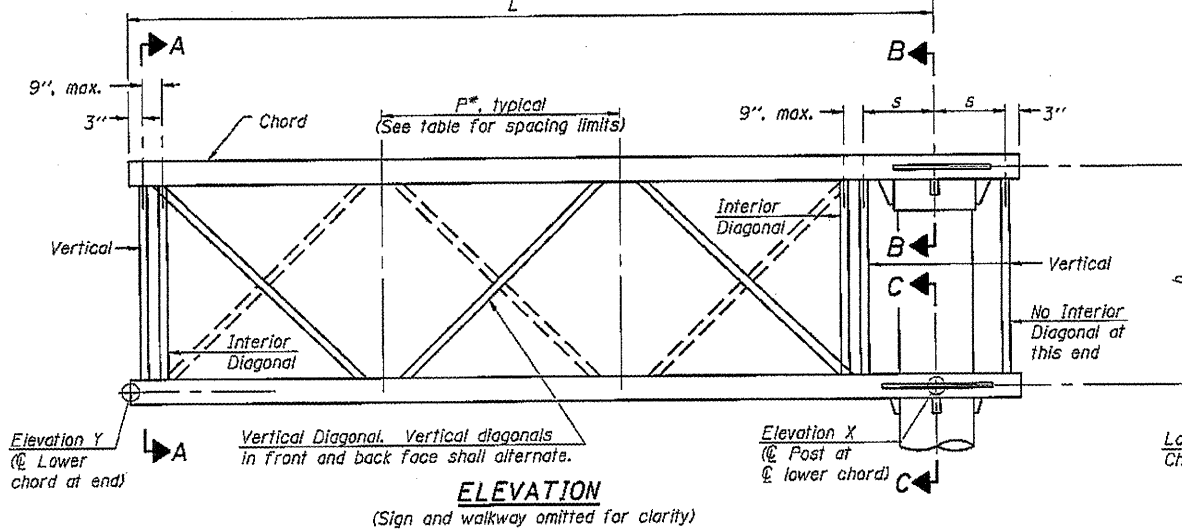 L
A
B
9", max.
3"
P*, typical
(See table for spacing limits)
9", max.
s
s
3"
Chord
Interior
Diagonal
B
Vertical
Vertical
C
No Interior
Diagonal at
this end
Interior
Diagonal
Elevation Y
(℄ Lower
chord at end)
A
Vertical Diagonal. Vertical diagonals
in front and back face shall alternate.
Elevation X
(℄ Post at
℄ lower chord)
C
ELEVATION
(Sign and walkway omitted for clarity)